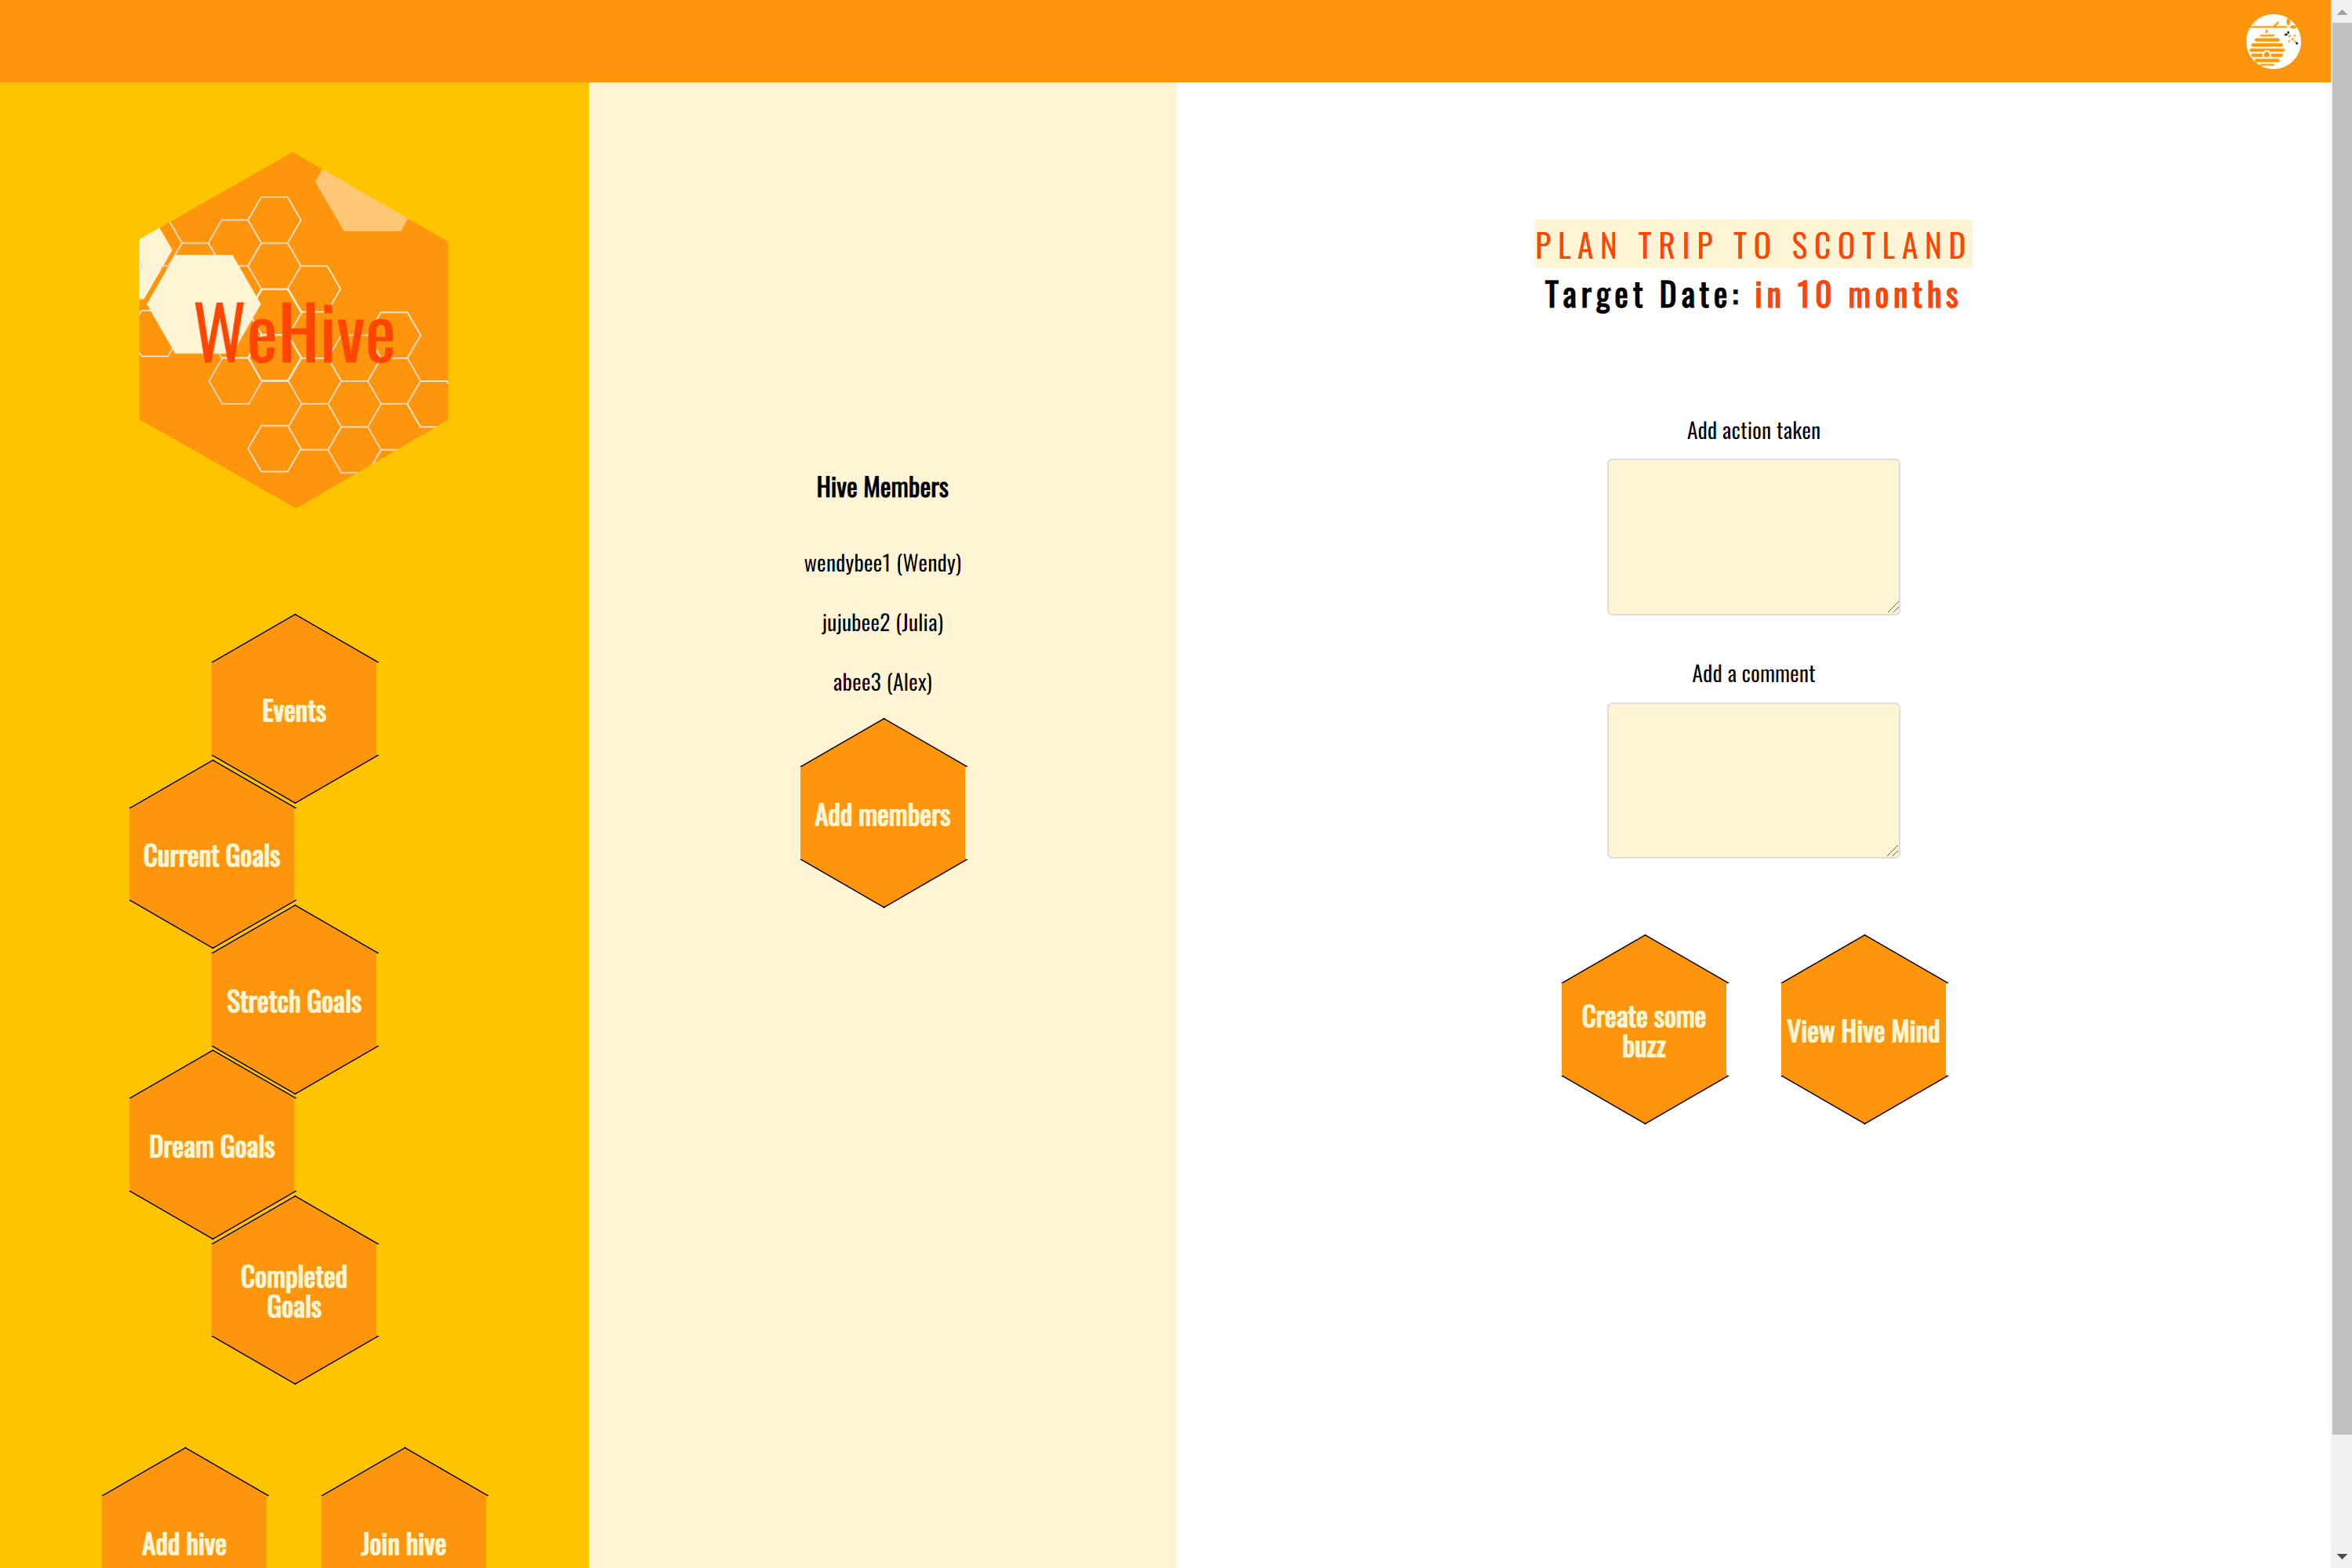 WeHive
Events
Current Goals
Stretch Goals
Dream Goals
Completed
Goals
Add hive
Join hive
Hive Members
wendybee1 (Wendy)
jujubee2 (Julia)
abee3 (Alex)
Add members
PLAN TRIP TO SCOTLAND
Target Date: in 10 months
Add action taken
Add a comment
Create some
buzz
View Hive Mind